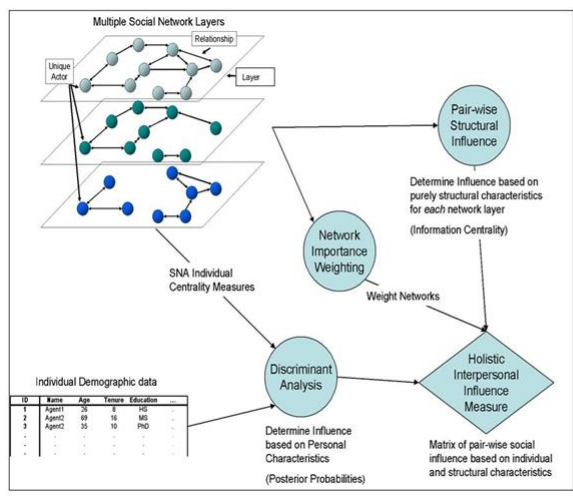 Multiple Social Network Layers
Relationship
Unique
Actor
Layer
Pair-wise
Structural
Influence
Determine Influence based on
purely structural characteristics
for each network layer
(Information Centrality)
Network
Importance
Weighting
SNA Individual
Centrality Measures
Weight Networks
Individual Demographic data
ID Name Age Tenure Education ...
1 Agent1 26 8 HS .
2 Agent2 69 16 MS .
3 Agent2 35 10 PhD .
. . . . . .
. . . . . .
. . . . . .
Discriminant
Analysis
Determine Influence
based on Personal
Characteristics
(Posterior Probabilities)
Holistic
Interpersonal
Influence
Measure
Matrix of pair-wise social
influence based on individual
and structural characteristics